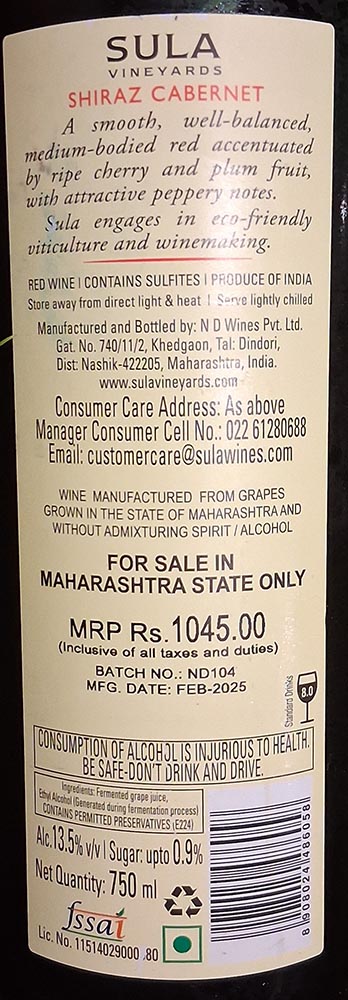 SULA
VINEYARDS
SHIRAZ CABERNET
A smooth, well-balanced,
medium-bodied red accentuated
by ripe cherry and plum fruit,
with attractive peppery notes.
Sula engages in eco-friendly
viticulture and winemaking.
RED WINE | CONTAINS SULFITES | PRODUCE OF INDIA
Store away from direct light & heat | Serve lightly chilled
Manufactured and Bottled by: N D Wines Pvt. Ltd.
Gat. No. 740/11/2, Khedgaon, Tal: Dindori,
Dist: Nashik-422205, Maharashtra, India.
www.sulavineyards.com
Consumer Care Address: As above
Manager Consumer Cell No.: 022 61280688
Email: customercare@sulawines.com
WINE MANUFACTURED FROM GRAPES
GROWN IN THE STATE OF MAHARASHTRA AND
WITHOUT ADMIXTURING SPIRIT / ALCOHOL
FOR SALE IN
MAHARASHTRA STATE ONLY
MRP Rs.1045.00
(Inclusive of all taxes and duties)
BATCH NO.: ND104
MFG. DATE: FEB-2025
Standard Drinks
8.0
CONSUMPTION OF ALCOHOL IS INJURIOUS TO HEALTH.
BE SAFE-DON'T DRINK AND DRIVE.
Ingredients: Fermented grape juice,
Ethyl Alcohol (Generated during fermentation process)
CONTAINS PERMITTED PRESERVATIVES (E224)
Alc.13.5% v/v | Sugar: upto 0.9%
Net Quantity: 750 ml
fssai
Lic. No. 11514029000 80
8 908024 486058